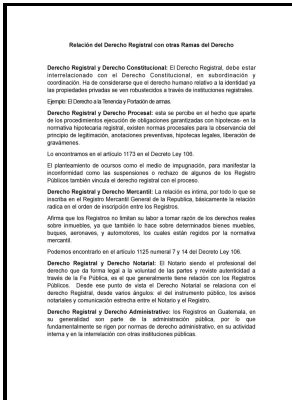 Relación del Derecho Registral con otras Ramas del Derecho
Derecho Registral y Derecho Constitucional: El Derecho Registral, debe estar
interrelacionado con el Derecho Constitucional, en subordinación y
coordinación. Ha de considerarse que el derecho humano relativo a la identidad ya
las propiedades privadas se ven robustecidos a través de instituciones registrales.
Ejemplo: El Derecho a la Tenencia y Portación de armas.
Derecho Registral y Derecho Procesal: esta se percibe en el hecho que aparte
de los procedimientos ejecución de obligaciones garantizadas con hipotecas- en la
normativa hipotecaria registral, existen normas procesales para la observación del
principio de legitimación, anotaciones preventivas, hipotecas legales, liberación de
gravámenes.
Lo encontramos en el artículo 1173 en el Decreto Ley 106.
El planteamiento de ocursos como el medio de impugnación, para manifestar la
inconformidad como las suspensiones o rechazo de algunos de los Registro
Públicos también vincula el derecho registral con el proceso.
Derecho Registral y Derecho Mercantil: La relación es íntima, por todo lo que se
inscriba en el Registro Mercantil General de la Republica, básicamente la relación
radica en el orden de inscripción entre los Registros.
Afirma que los Registros no limitan su labor a tomar razón de los derechos reales
sobre inmuebles, ya que también lo hace sobre determinados bienes muebles,
buques, aeronaves, y automotores, los cuales están regidos por la normativa
mercantil.
Podemos encontrarlo en el artículo 1125 numeral 7 y 14 del Decreto Ley 106.
Derecho Registral y Derecho Notarial: El Notario siendo el profesional del
derecho que da forma legal a la voluntad de las partes y reviste autenticidad a
través de la Fe Pública, es el que generalmente tiene relación con los Registros
Públicos. Desde ese punto de vista el Derecho Notarial se relaciona con el
derecho Registral, desde varios ángulos: el del instrumento público, los avisos
notariales y comunicación estrecha entre el Notario y el Registro.
Derecho Registral y Derecho Administrativo: los Registros en Guatemala, en
su generalidad son parte de la administración pública, por lo que
fundamentalmente se rigen por normas de derecho administrativo, en su actividad
interna y en la interrelación con otras instituciones públicas.